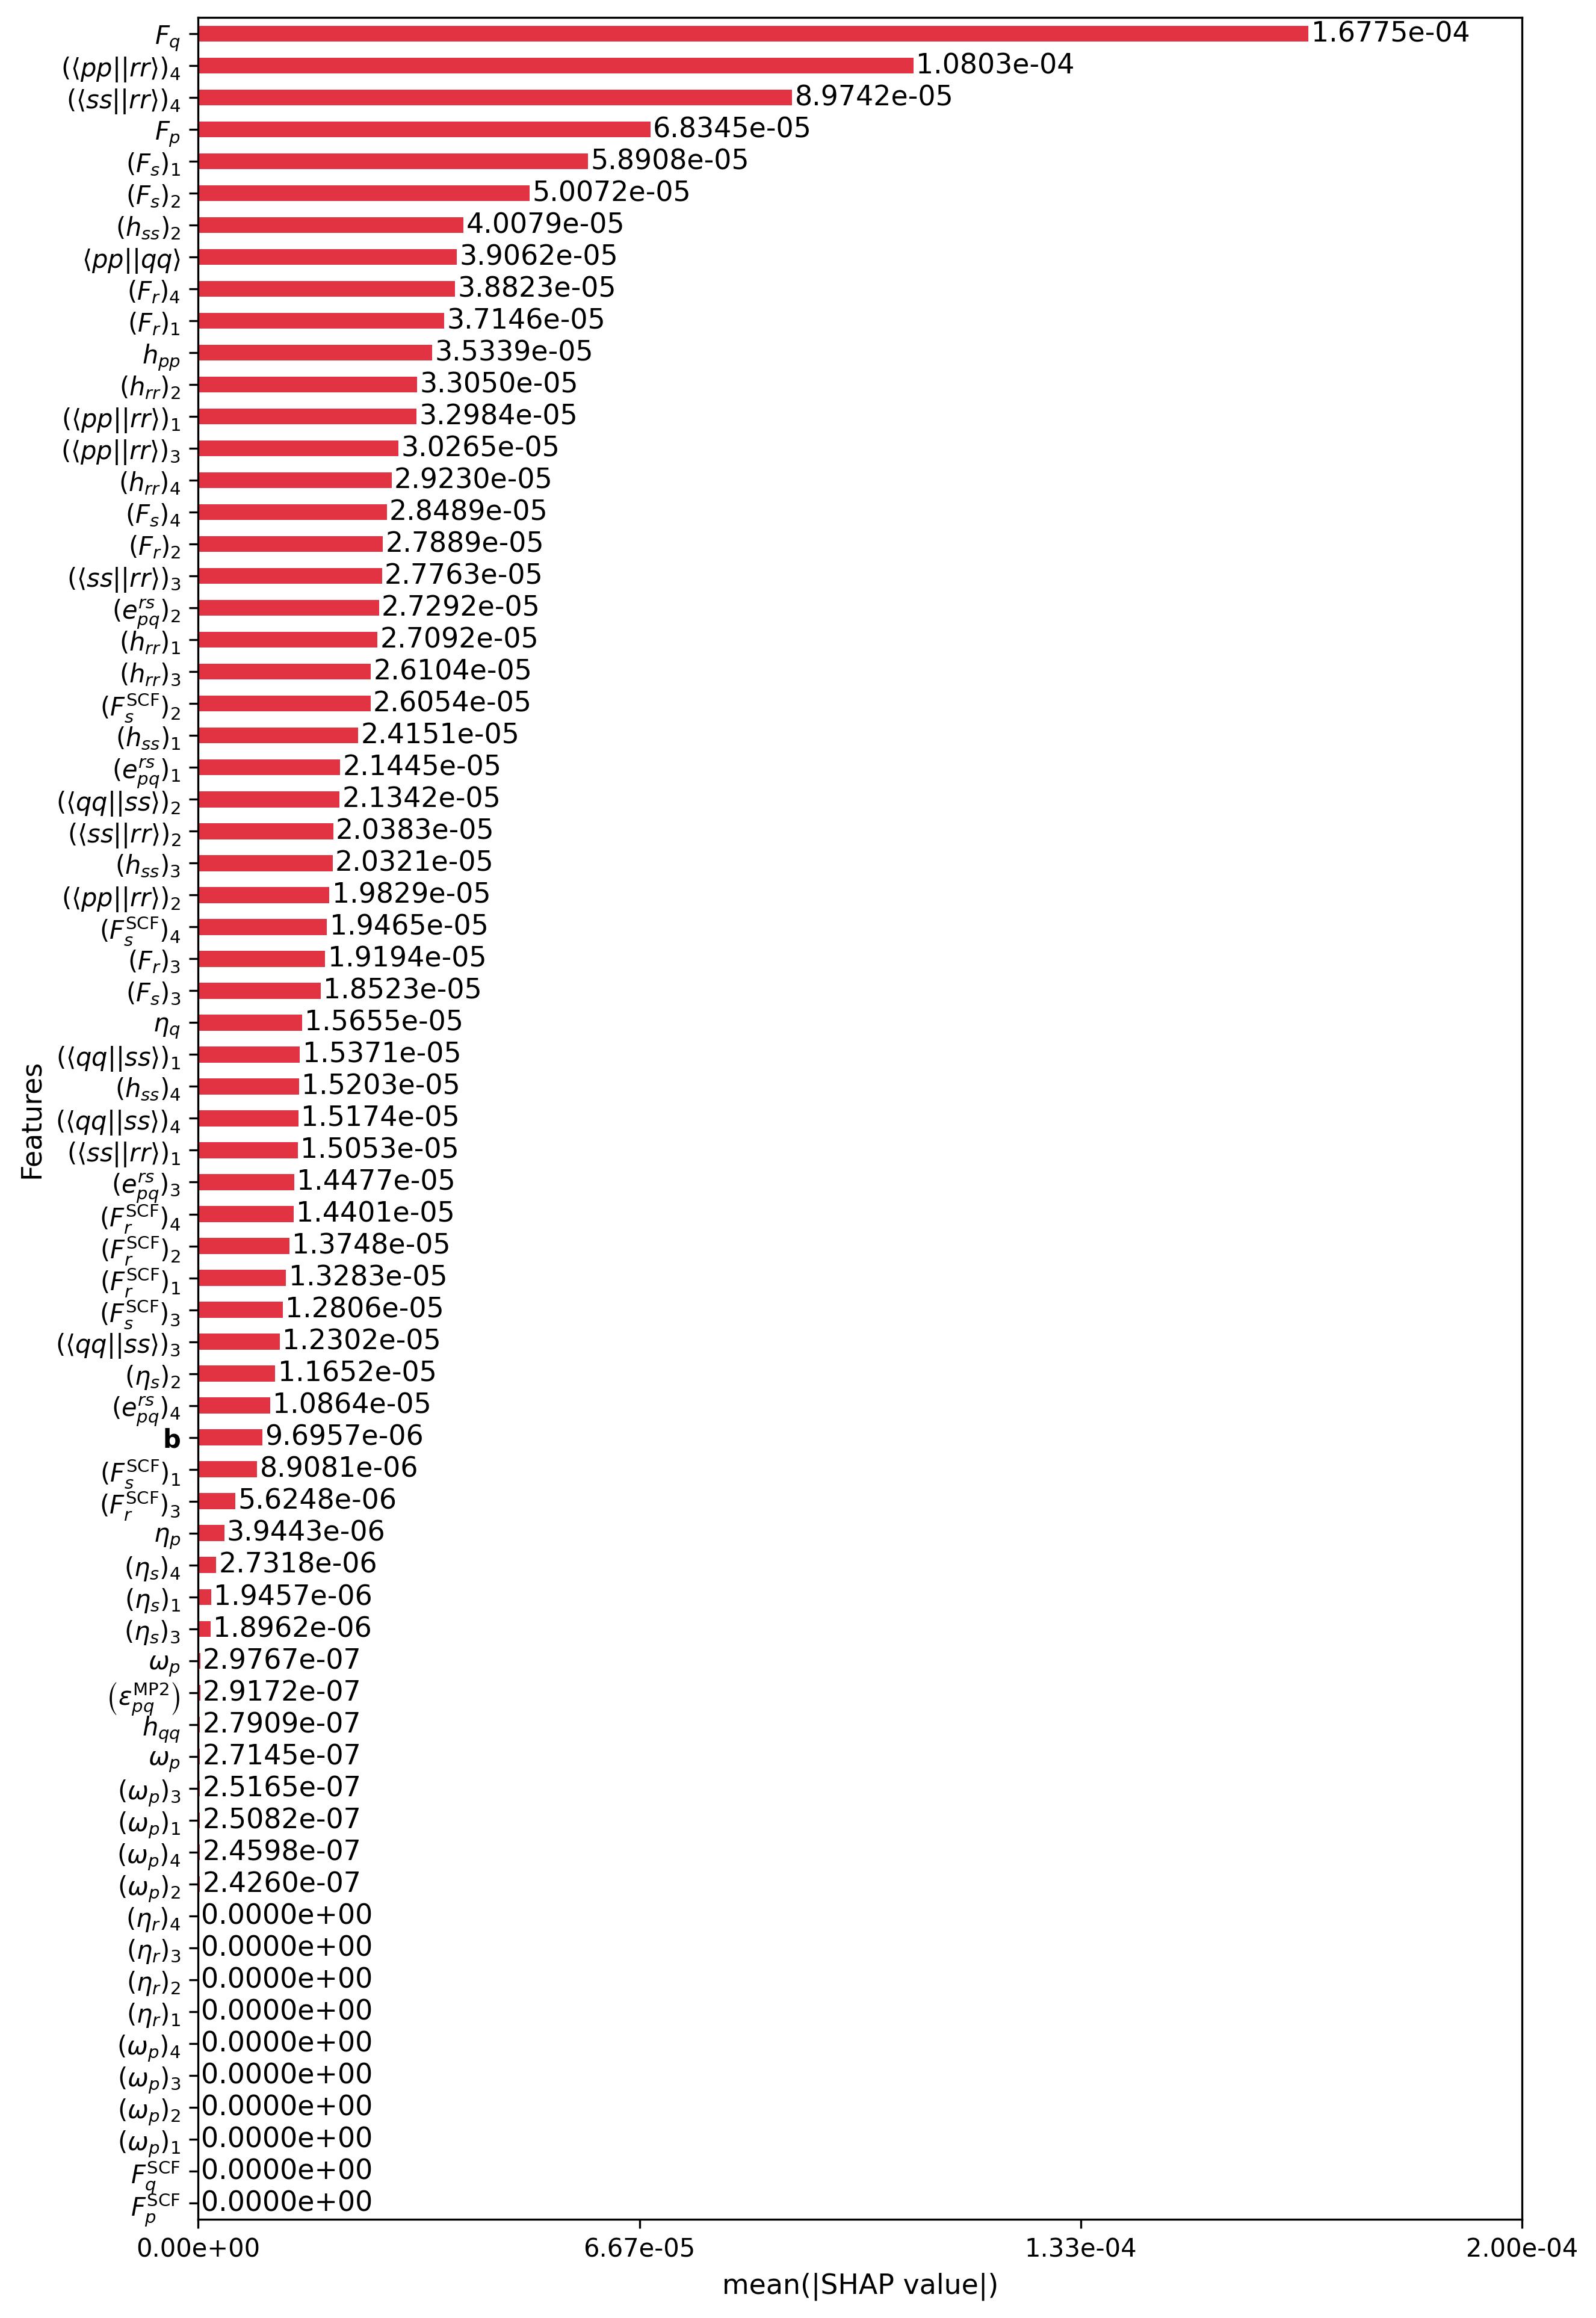 F_q 1.6775e-04
(⟨pp||rr⟩)_4 1.0803e-04
(⟨ss||rr⟩)_4 8.9742e-05
F_p 6.8345e-05
(F_s)_1 5.8908e-05
(F_s)_2 5.0072e-05
(h_ss)_2 4.0079e-05
⟨pp||qq⟩ 3.9062e-05
(F_r)_4 3.8823e-05
(F_r)_1 3.7146e-05
h_pp 3.5339e-05
(h_rr)_2 3.3050e-05
(⟨pp||rr⟩)_1 3.2984e-05
(⟨pp||rr⟩)_3 3.0265e-05
(h_rr)_4 2.9230e-05
(F_s)_4 2.8489e-05
(F_r)_2 2.7889e-05
(⟨ss||rr⟩)_3 2.7763e-05
(e_pq^rs)_2 2.7292e-05
(h_rr)_1 2.7092e-05
(h_rr)_3 2.6104e-05
(F_s^SCF)_2 2.6054e-05
(h_ss)_1 2.4151e-05
(e_pq^rs)_1 2.1445e-05
(⟨qq||ss⟩)_2 2.1342e-05
(⟨ss||rr⟩)_2 2.0383e-05
(h_ss)_3 2.0321e-05
(⟨pp||rr⟩)_2 1.9829e-05
(F_s^SCF)_4 1.9465e-05
(F_r)_3 1.9194e-05
(F_s)_3 1.8523e-05
η_q 1.5655e-05
(⟨qq||ss⟩)_1 1.5371e-05
(h_ss)_4 1.5203e-05
(⟨qq||ss⟩)_4 1.5174e-05
(⟨ss||rr⟩)_1 1.5053e-05
(e_pq^rs)_3 1.4477e-05
(F_r^SCF)_4 1.4401e-05
(F_r^SCF)_2 1.3748e-05
(F_r^SCF)_1 1.3283e-05
(F_s^SCF)_3 1.2806e-05
(⟨qq||ss⟩)_3 1.2302e-05
(η_s)_2 1.1652e-05
(e_pq^rs)_4 1.0864e-05
b 9.6957e-06
(F_s^SCF)_1 8.9081e-06
(F_r^SCF)_3 5.6248e-06
η_p 3.9443e-06
(η_s)_4 2.7318e-06
(η_s)_1 1.9457e-06
(η_s)_3 1.8962e-06
ω_p 2.9767e-07
(ε_pq^MP2) 2.9172e-07
h_qq 2.7909e-07
ω_p 2.7145e-07
(ω_p)_3 2.5165e-07
(ω_p)_1 2.5082e-07
(ω_p)_4 2.4598e-07
(ω_p)_2 2.4260e-07
(η_r)_4 0.0000e+00
(η_r)_3 0.0000e+00
(η_r)_2 0.0000e+00
(η_r)_1 0.0000e+00
(ω_p)_4 0.0000e+00
(ω_p)_3 0.0000e+00
(ω_p)_2 0.0000e+00
(ω_p)_1 0.0000e+00
F_q^SCF 0.0000e+00
F_p^SCF 0.0000e+00
Features
0.00e+00 6.67e-05 1.33e-04 2.00e-04
mean(|SHAP value|)